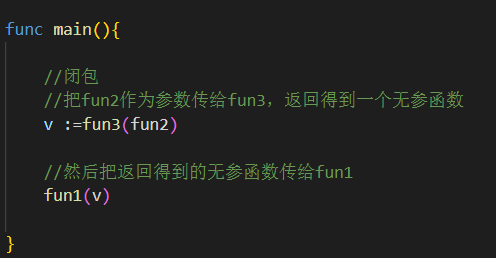 func main(){
//闭包
//把fun2作为参数传给fun3，返回得到一个无参函数
v :=fun3(fun2)
//然后把返回得到的无参函数传给fun1
fun1(v)
}